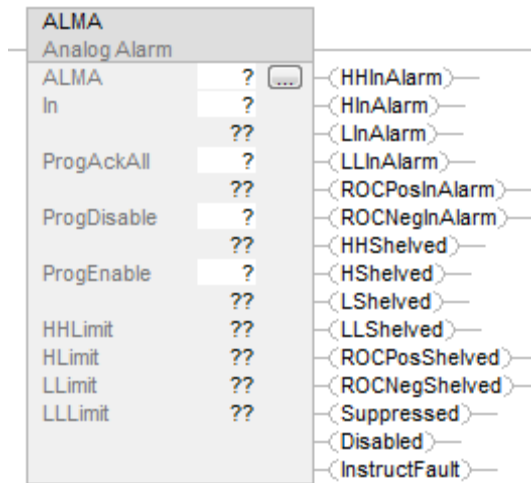 ALMA
Analog Alarm
ALMA ? ... (HHInAlarm)
In ? (HInAlarm)
?? (LInAlarm)
ProgAckAll ? (LLInAlarm)
?? (ROCPosInAlarm)
ProgDisable ? (ROCNegInAlarm)
?? (HHShelved)
ProgEnable ? (HShelved)
?? (LShelved)
HHLimit ?? (LLShelved)
HLimit ?? (ROCPosShelved)
LLimit ?? (ROCNegShelved)
LLLimit ?? (Suppressed)
(Disabled)
(InstructFault)